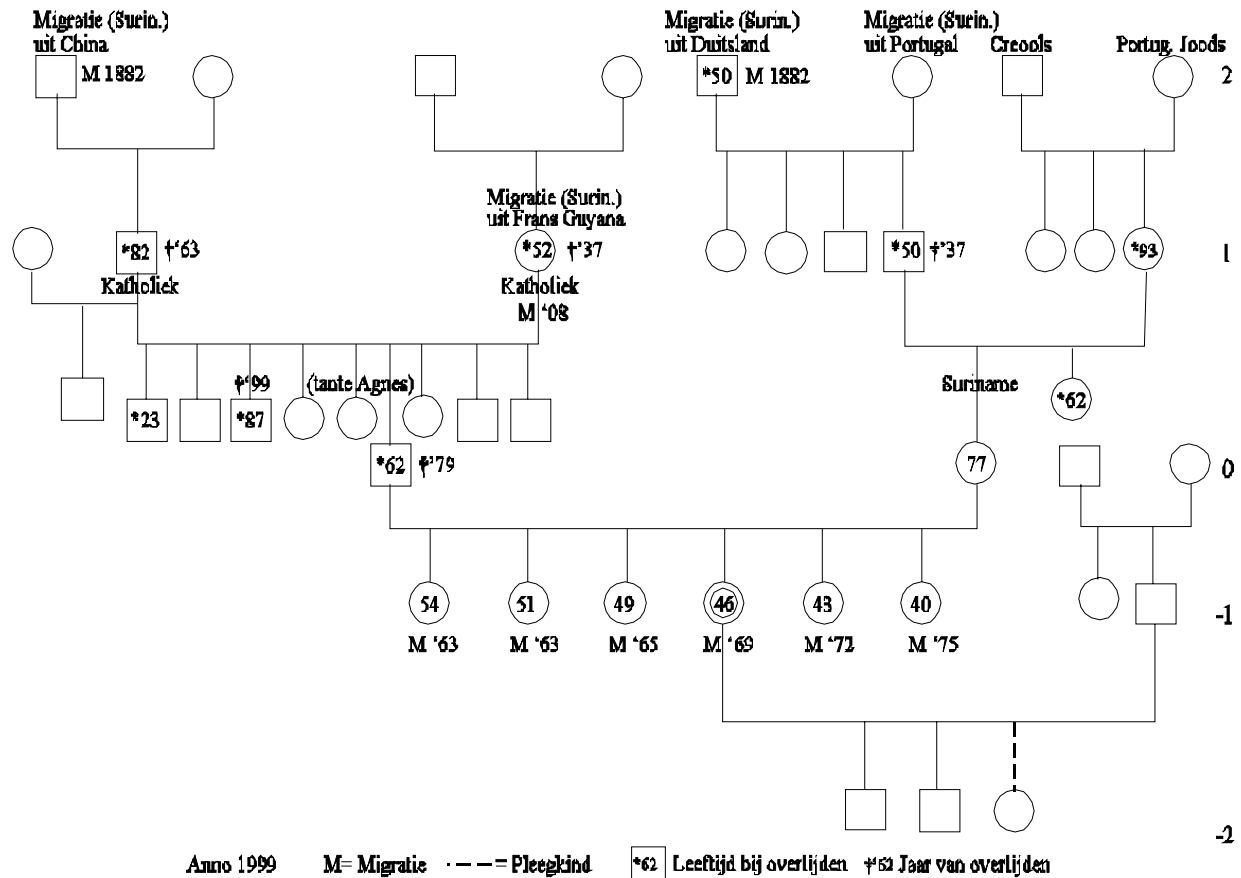 Migratie (Surin.)
uit China
Migratie (Surin.)
uit Duitsland
Migratie (Surin.)
uit Portugal
Creools
Portug. Joods
M 1882
*50 M 1882
2
Migratie (Surin.)
uit Frans Guyana
*82 †'63
*52 †'37
*50 †'37
*93
1
Katholiek
Katholiek
M '08
†'99 (tante Agnes)
Suriname
*23
*87
*62
*62 †'79
77
0
54
51
49
46
43
40
-1
M '63
M '63
M '65
M '69
M '72
M '75
-2
Anno 1999 M= Migratie - - - = Pleegkind *62 Leeftijd bij overlijden †'62 Jaar van overlijden